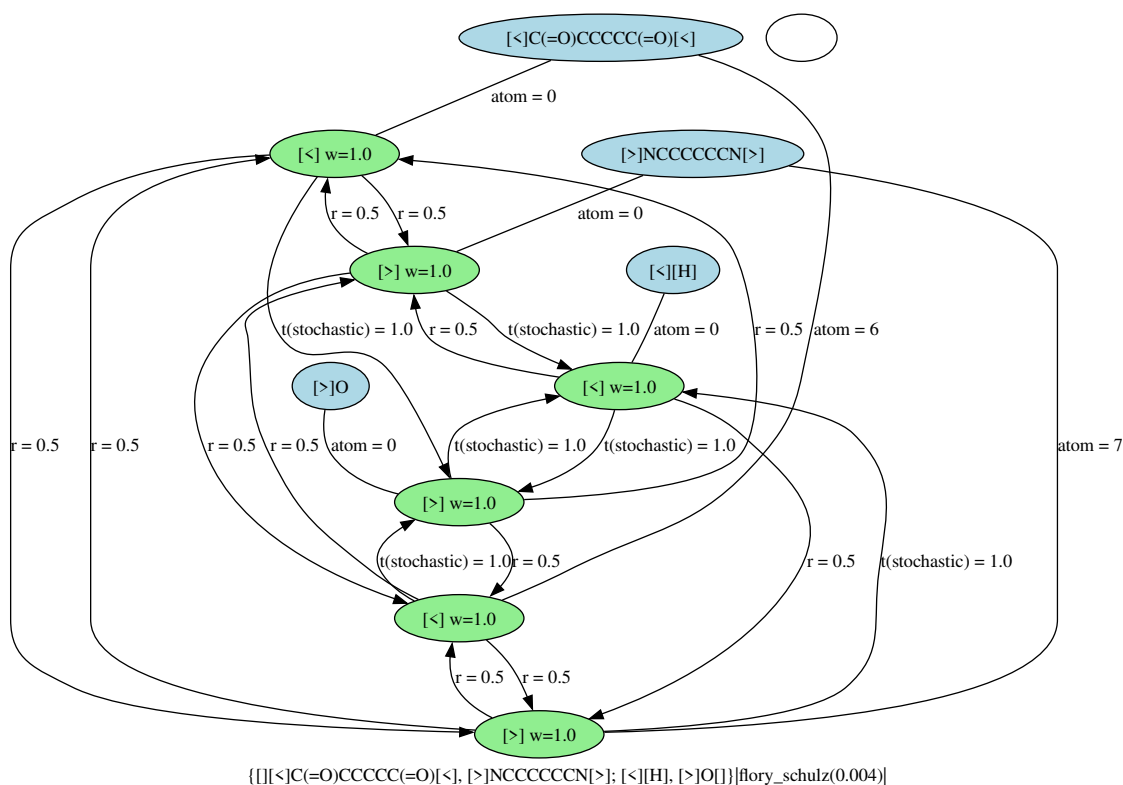 [<]C(=O)CCCCC(=O)[<]
atom = 0
[<] w=1.0
[>]NCCCCCCN[>]
r = 0.5
r = 0.5
atom = 0
[>] w=1.0
[<][H]
t(stochastic) = 1.0
r = 0.5
t(stochastic) = 1.0
atom = 0
r = 0.5
atom = 6
[>]O
[<] w=1.0
r = 0.5
r = 0.5
r = 0.5
r = 0.5
atom = 0
t(stochastic) = 1.0
t(stochastic) = 1.0
atom = 7
[>] w=1.0
t(stochastic) = 1.0
r = 0.5
r = 0.5
t(stochastic) = 1.0
[<] w=1.0
r = 0.5
r = 0.5
[>] w=1.0
{[][<]C(=O)CCCCC(=O)[<], [>]NCCCCCCN[>]; [<][H], [>]O[]}|flory_schulz(0.004)|